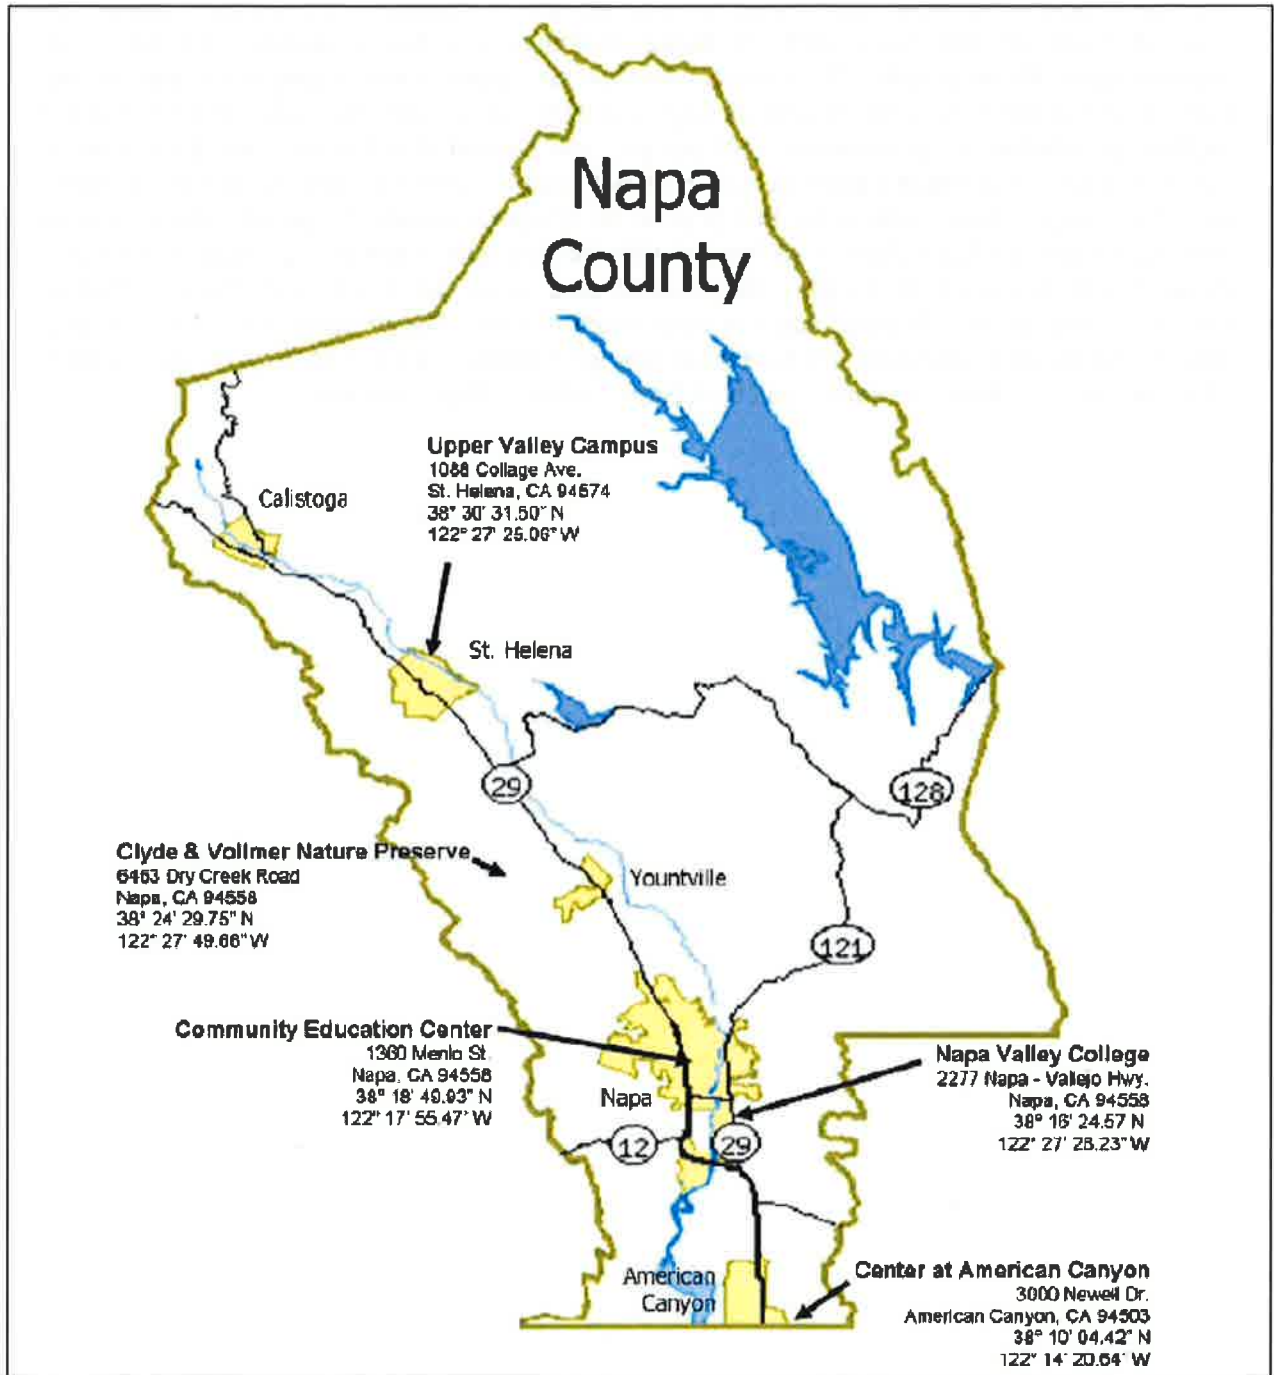 Napa
County
Upper Valley Campus
1088 Collage Ave.
St. Helena, CA 94574
38° 30' 31.50" N
122° 27' 25.06" W
Calistoga
St. Helena
29
128
Clyde & Vollmer Nature Preserve
6463 Dry Creek Road
Napa, CA 94558
38° 24' 29.75" N
122° 27' 49.66" W
Yountville
121
Community Education Center
1360 Menlo St.
Napa, CA 94558
38° 18' 49.93" N
122° 17' 55.47' W
Napa
12
29
Napa Valley College
2277 Napa - Vallejo Hwy.
Napa, CA 94558
38° 16' 24.57 N
122° 27' 26.23" W
American
Canyon
Center at American Canyon
3000 Newell Dr.
American Canyon, CA 94503
38° 10' 04.42" N
122° 14' 20.64' W